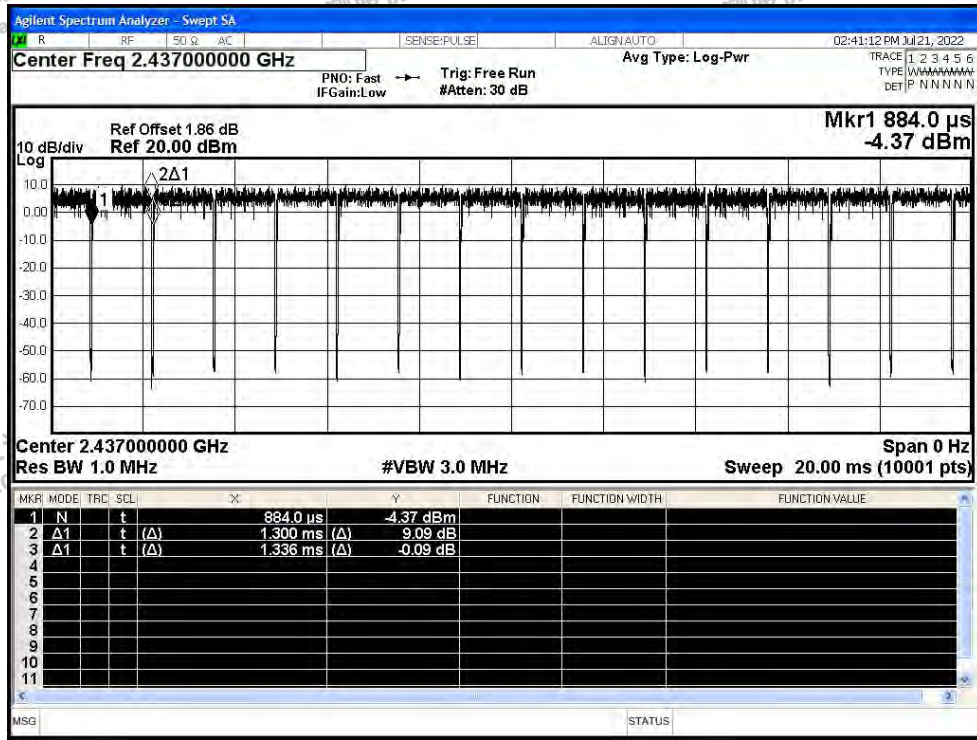 Agilent Spectrum Analyzer - Swept SA
LXI R RF 50 Ω AC SENSE:PULSE ALIGN AUTO 02:41:12 PM Jul 21, 2022
Center Freq 2.437000000 GHz
PNO: Fast
IFGain:Low
Trig: Free Run
#Atten: 30 dB
Avg Type: Log-Pwr
TRACE 1 2 3 4 5 6
TYPE WWWWWW
DET P N N N N N
Ref Offset 1.86 dB
Ref 20.00 dBm
10 dB/div
Log
Mkr1 884.0 µs
-4.37 dBm
2Δ1
1
10.0
0.00
-10.0
-20.0
-30.0
-40.0
-50.0
-60.0
-70.0
Center 2.437000000 GHz Span 0 Hz
Res BW 1.0 MHz #VBW 3.0 MHz Sweep 20.00 ms (10001 pts)
MKR MODE TRC SCL X Y FUNCTION FUNCTION WIDTH FUNCTION VALUE
1 N t 884.0 µs -4.37 dBm
2 Δ1 t (Δ) 1.300 ms (Δ) 9.09 dB
3 Δ1 t (Δ) 1.336 ms (Δ) -0.09 dB
4
5
6
7
8
9
10
11
MSG STATUS